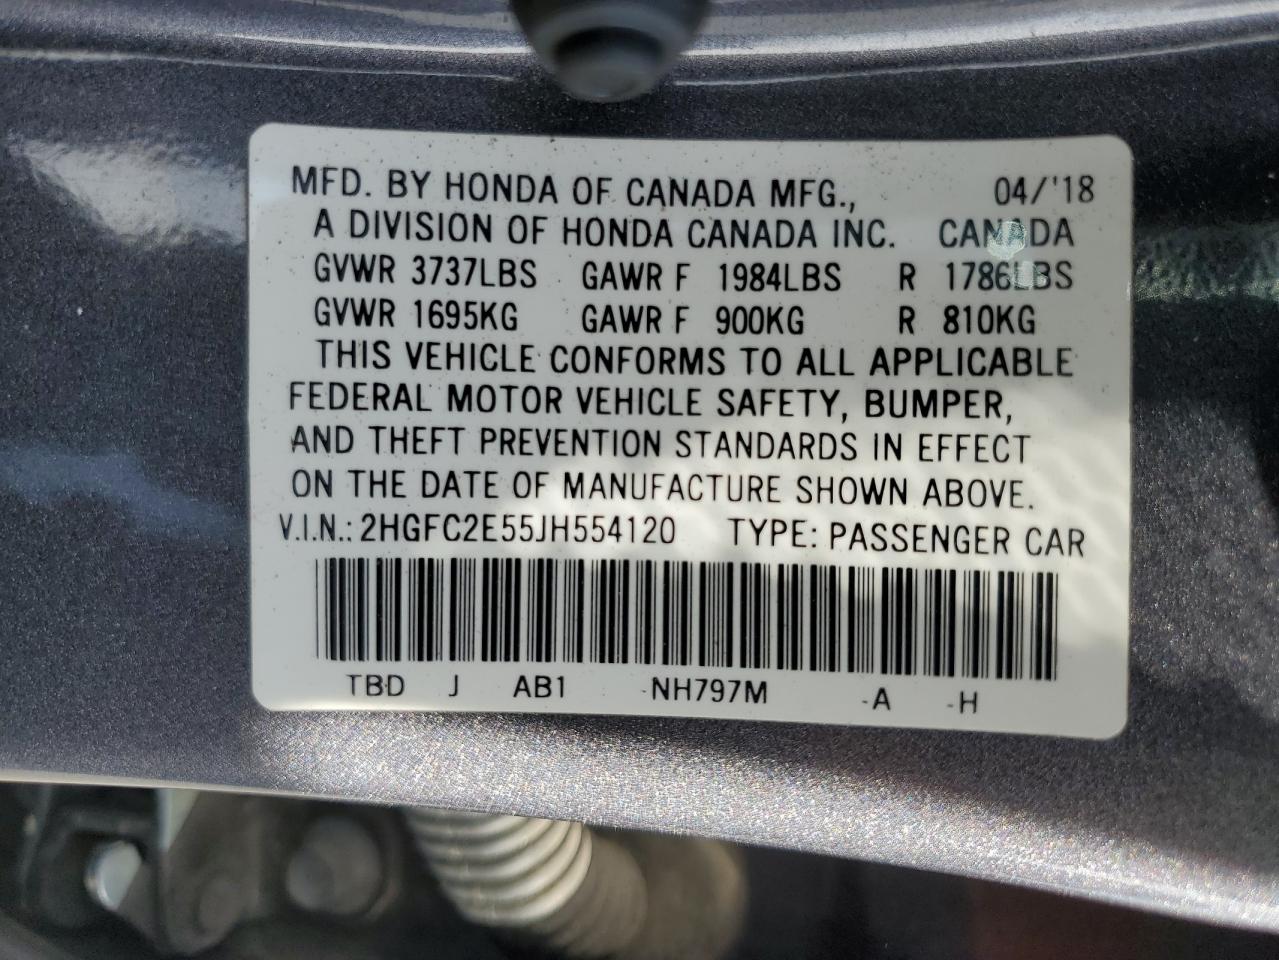 MFD. BY HONDA OF CANADA MFG., 04/'18
A DIVISION OF HONDA CANADA INC. CANADA
GVWR 3737LBS GAWR F 1984LBS R 1786LBS
GVWR 1695KG GAWR F 900KG R 810KG
THIS VEHICLE CONFORMS TO ALL APPLICABLE
FEDERAL MOTOR VEHICLE SAFETY, BUMPER,
AND THEFT PREVENTION STANDARDS IN EFFECT
ON THE DATE OF MANUFACTURE SHOWN ABOVE.
V.I.N.: 2HGFC2E55JH554120 TYPE: PASSENGER CAR
TBD J AB1 -NH797M -A -H